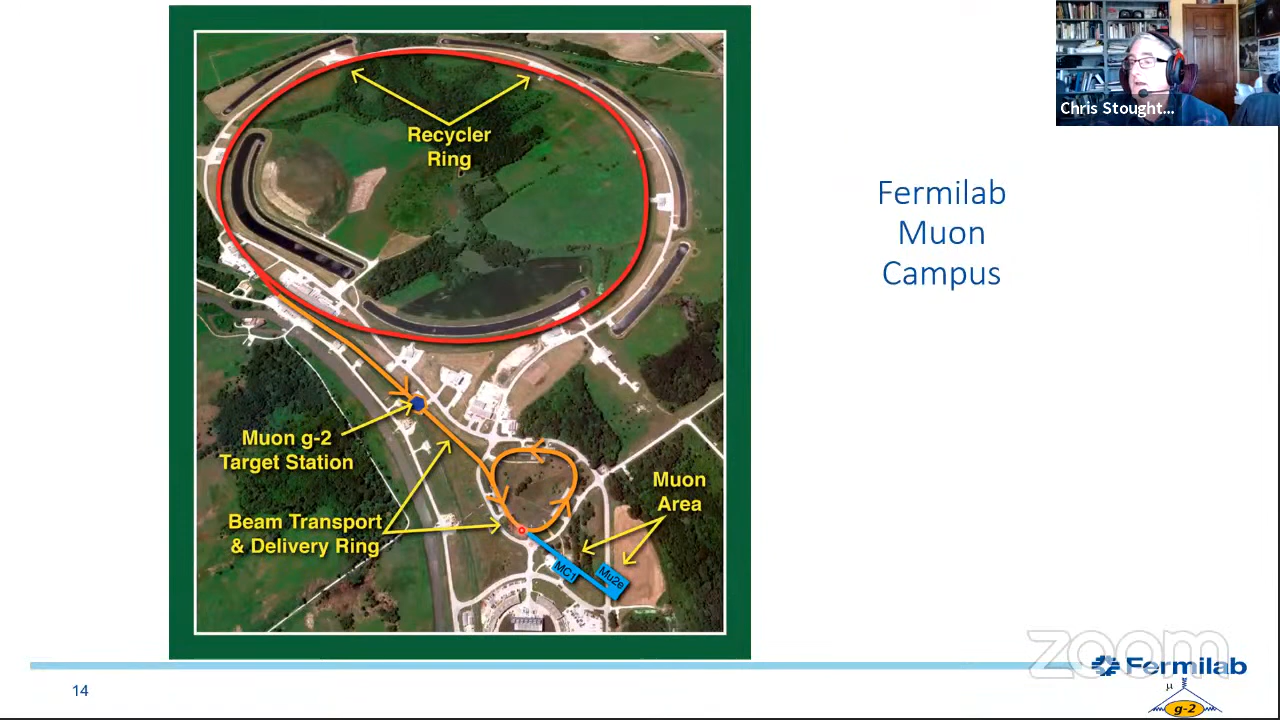 Recycler
Ring
Muon g-2
Target Station
Beam Transport
& Delivery Ring
Muon
Area
MC1
Mu2e
Chris Stought...
Fermilab
Muon
Campus
14
zoom
Fermilab
μ
g-2